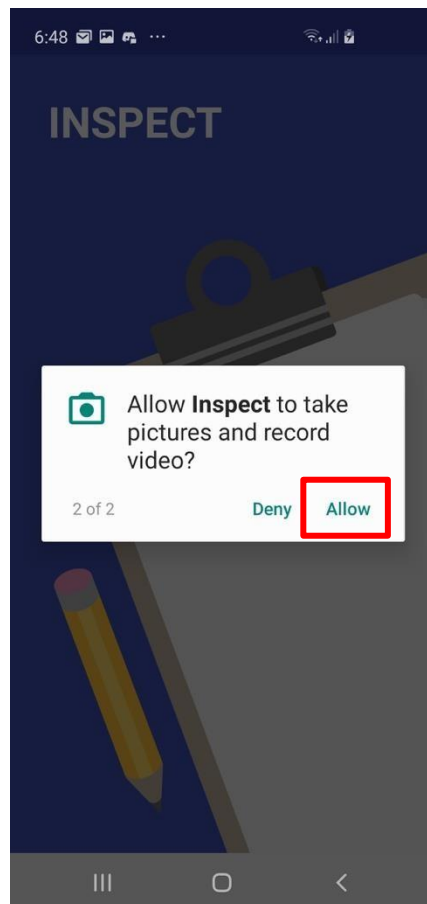 6:48
INSPECT
Allow Inspect to take
pictures and record
video?
2 of 2
Deny
Allow